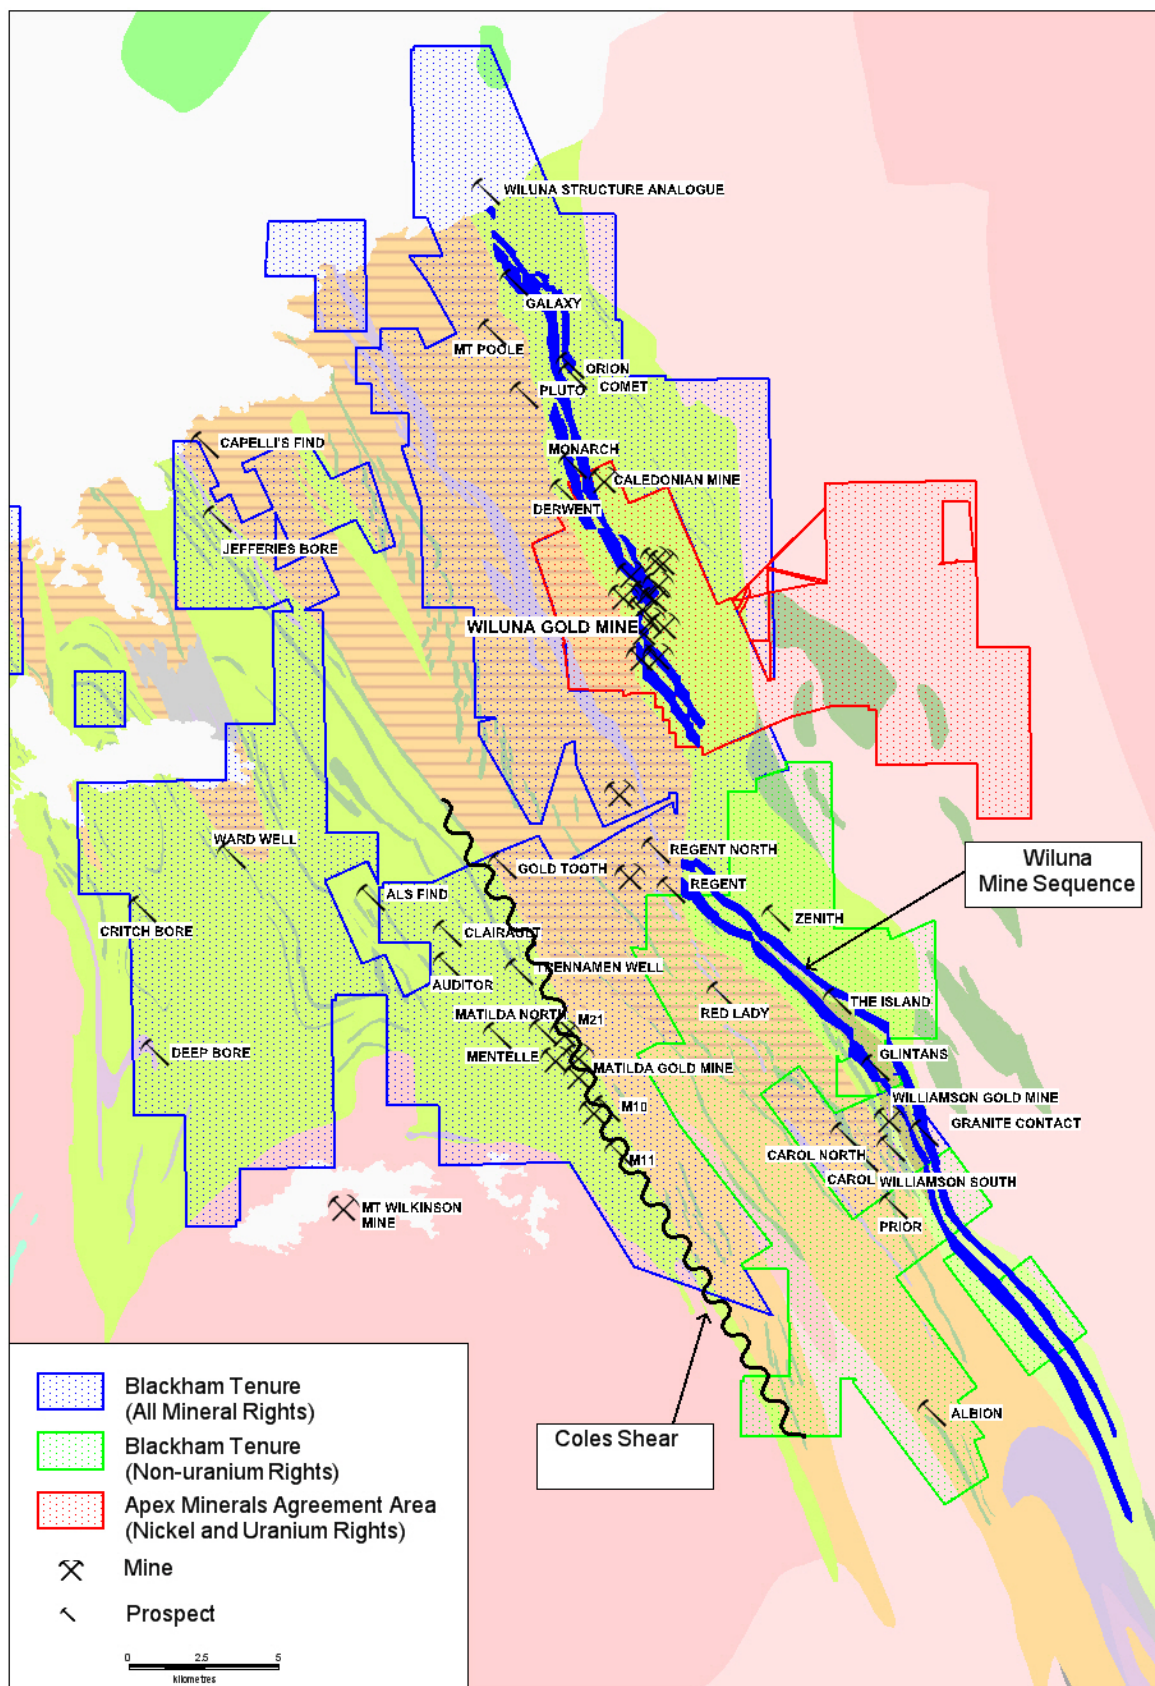 WILUNA STRUCTURE ANALOGUE
GALAXY
MT POOLE
ORION
COMET
PLUTO
CAPELLI'S FIND
MONARCH
CALEDONIAN MINE
DERWENT
JEFFERIES BORE
WILUNA GOLD MINE
WARD WELL
REGENT NORTH
GOLD TOOTH
REGENT
Wiluna
Mine Sequence
ALS FIND
ZENITH
CRITCH BORE
CLAIRAULT
TRENNAMEN WELL
AUDITOR
RED LADY
THE ISLAND
MATILDA NORTH
M21
MENTELLE
DEEP BORE
GLINTANS
MATILDA GOLD MINE
WILLIAMSON GOLD MINE
M10
GRANITE CONTACT
CAROL NORTH
M11
CAROL
WILLIAMSON SOUTH
MT WILKINSON
MINE
PRIOR
ALBION
Coles Shear
Blackham Tenure
(All Mineral Rights)
Blackham Tenure
(Non-uranium Rights)
Apex Minerals Agreement Area
(Nickel and Uranium Rights)
Mine
Prospect
0 2.5 5
kilometres